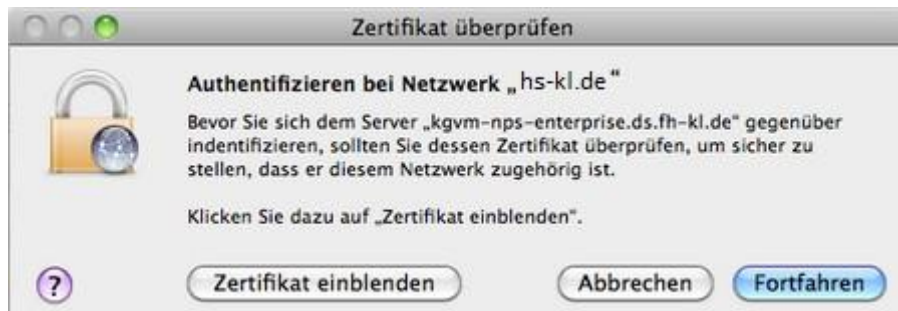 Zertifikat überprüfen
Authentifizieren bei Netzwerk „hs-kl.de“
Bevor Sie sich dem Server „kgvm-nps-enterprise.ds.fh-kl.de“ gegenüber
indentifizieren, sollten Sie dessen Zertifikat überprüfen, um sicher zu
stellen, dass er diesem Netzwerk zugehörig ist.
Klicken Sie dazu auf „Zertifikat einblenden“.
? Zertifikat einblenden Abbrechen Fortfahren